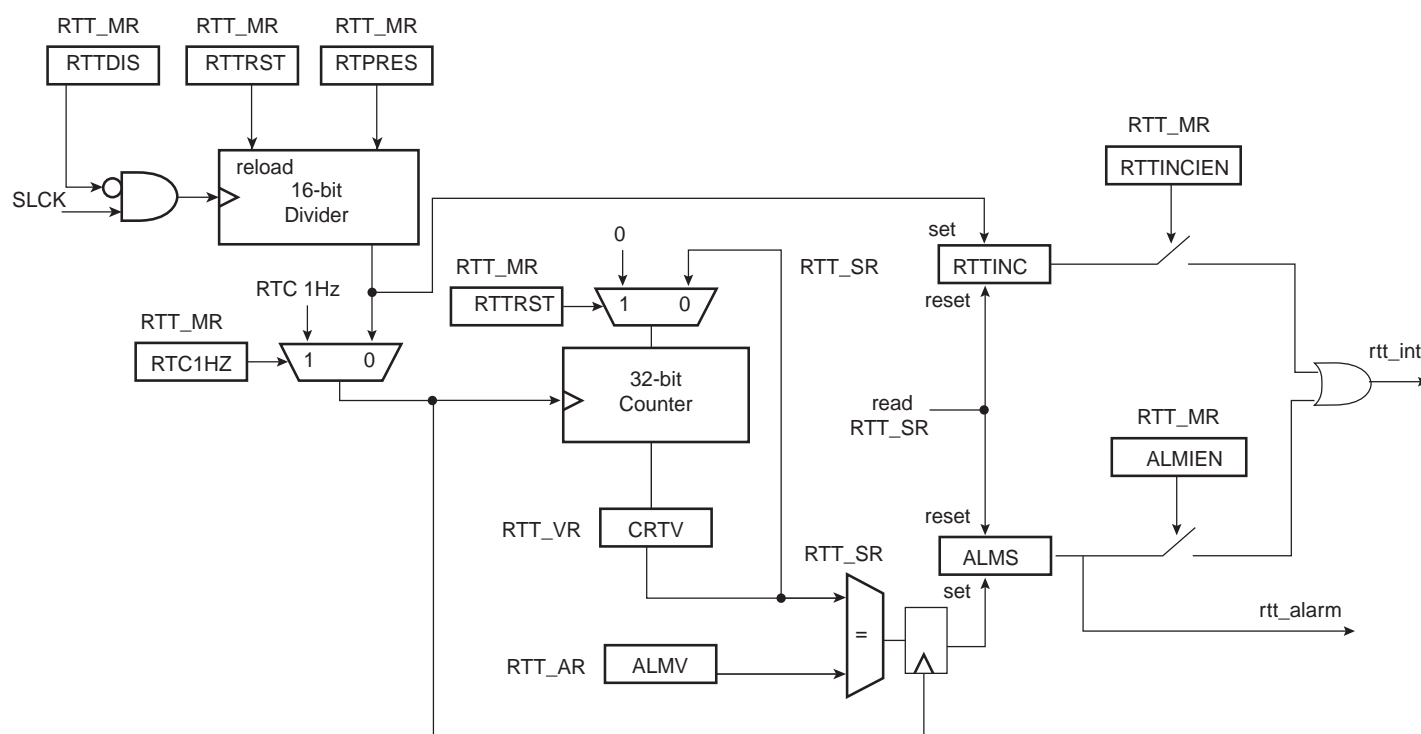 RTT_MR
RTT_MR
RTT_MR
RTTDIS
RTTRST
RTPRES
reload
16-bit
Divider
SLCK
RTT_MR
RTTINCIEN
0
set
RTT_MR
RTT_SR
RTTINC
RTC 1Hz
RTTRST
1
0
reset
RTT_MR
RTC1HZ
1
0
32-bit
Counter
rtt_int
read
RTT_SR
RTT_MR
ALMIEN
reset
RTT_VR
CRTV
RTT_SR
ALMS
set
rtt_alarm
=
RTT_AR
ALMV